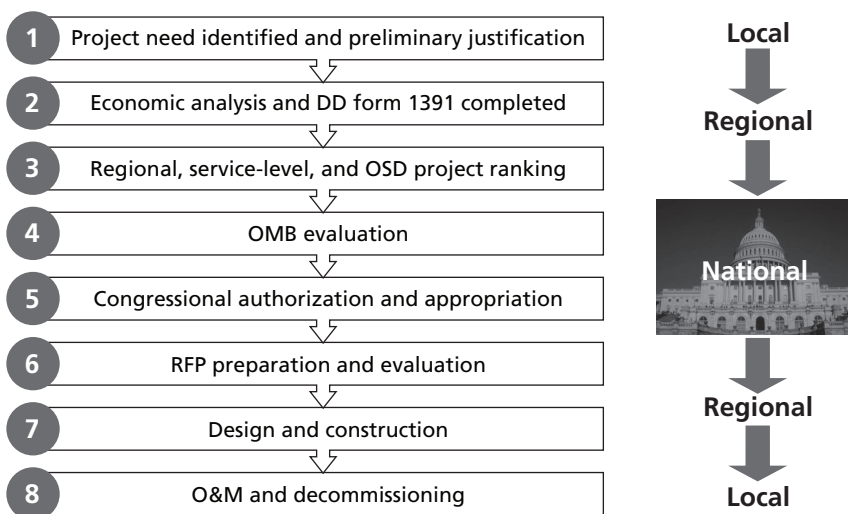 1 Project need identified and preliminary justification
2 Economic analysis and DD form 1391 completed
3 Regional, service-level, and OSD project ranking
4 OMB evaluation
5 Congressional authorization and appropriation
6 RFP preparation and evaluation
7 Design and construction
8 O&M and decommissioning
Local
Regional
National
Regional
Local